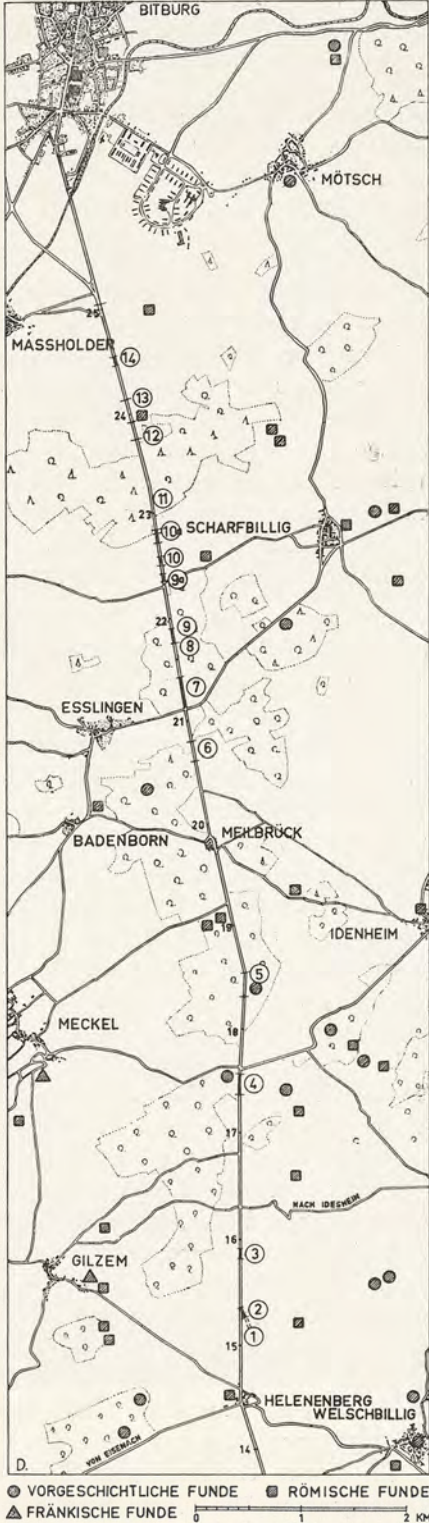 BITBURG
MÖTSCH
25
MASSHOLDER
14
13
24
12
11
23
10a
SCHARFBILLIG
10
9a
22
9
8
7
ESSLINGEN
21
6
20
MEILBRÜCK
BADENBORN
19
IDENHEIM
5
MECKEL
18
4
17
NACH IDESHEIM
16
3
GILZEM
2
1
15
HELENENBERG
WELSCHBILLIG
VON EISENACH
14
D.
VORGESCHICHTLICHE FUNDE RÖMISCHE FUNDE
FRÄNKISCHE FUNDE 0 1 2 KM